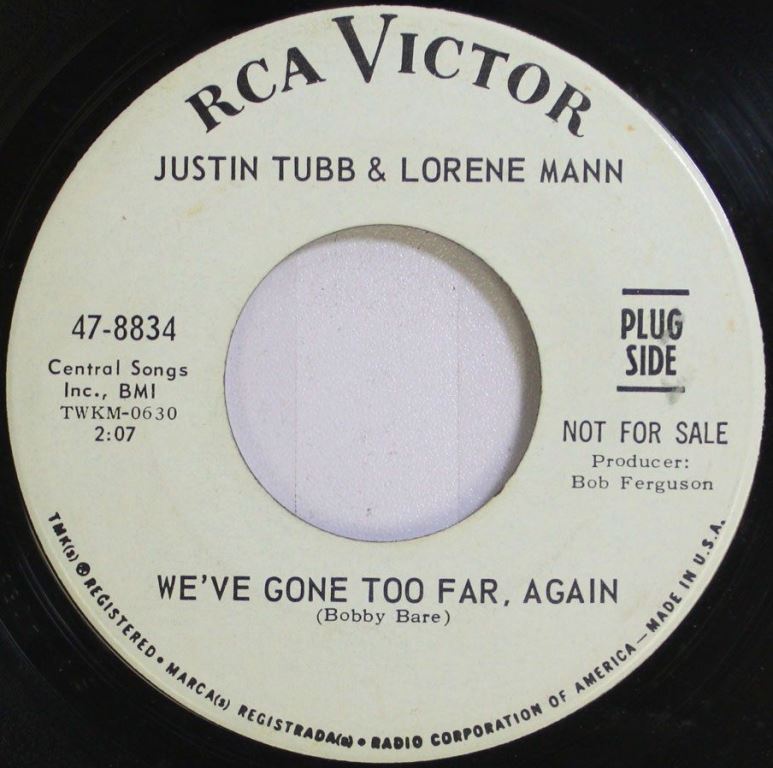 RCA VICTOR
JUSTIN TUBB & LORENE MANN
47-8834
Central Songs
Inc., BMI
TWKM-0630
2:07
PLUG
SIDE
NOT FOR SALE
Producer:
Bob Ferguson
WE'VE GONE TOO FAR, AGAIN
(Bobby Bare)
TMK(s) ® REGISTERED • MARCA(s) REGISTRADA(s) • RADIO CORPORATION OF AMERICA — MADE IN U.S.A.